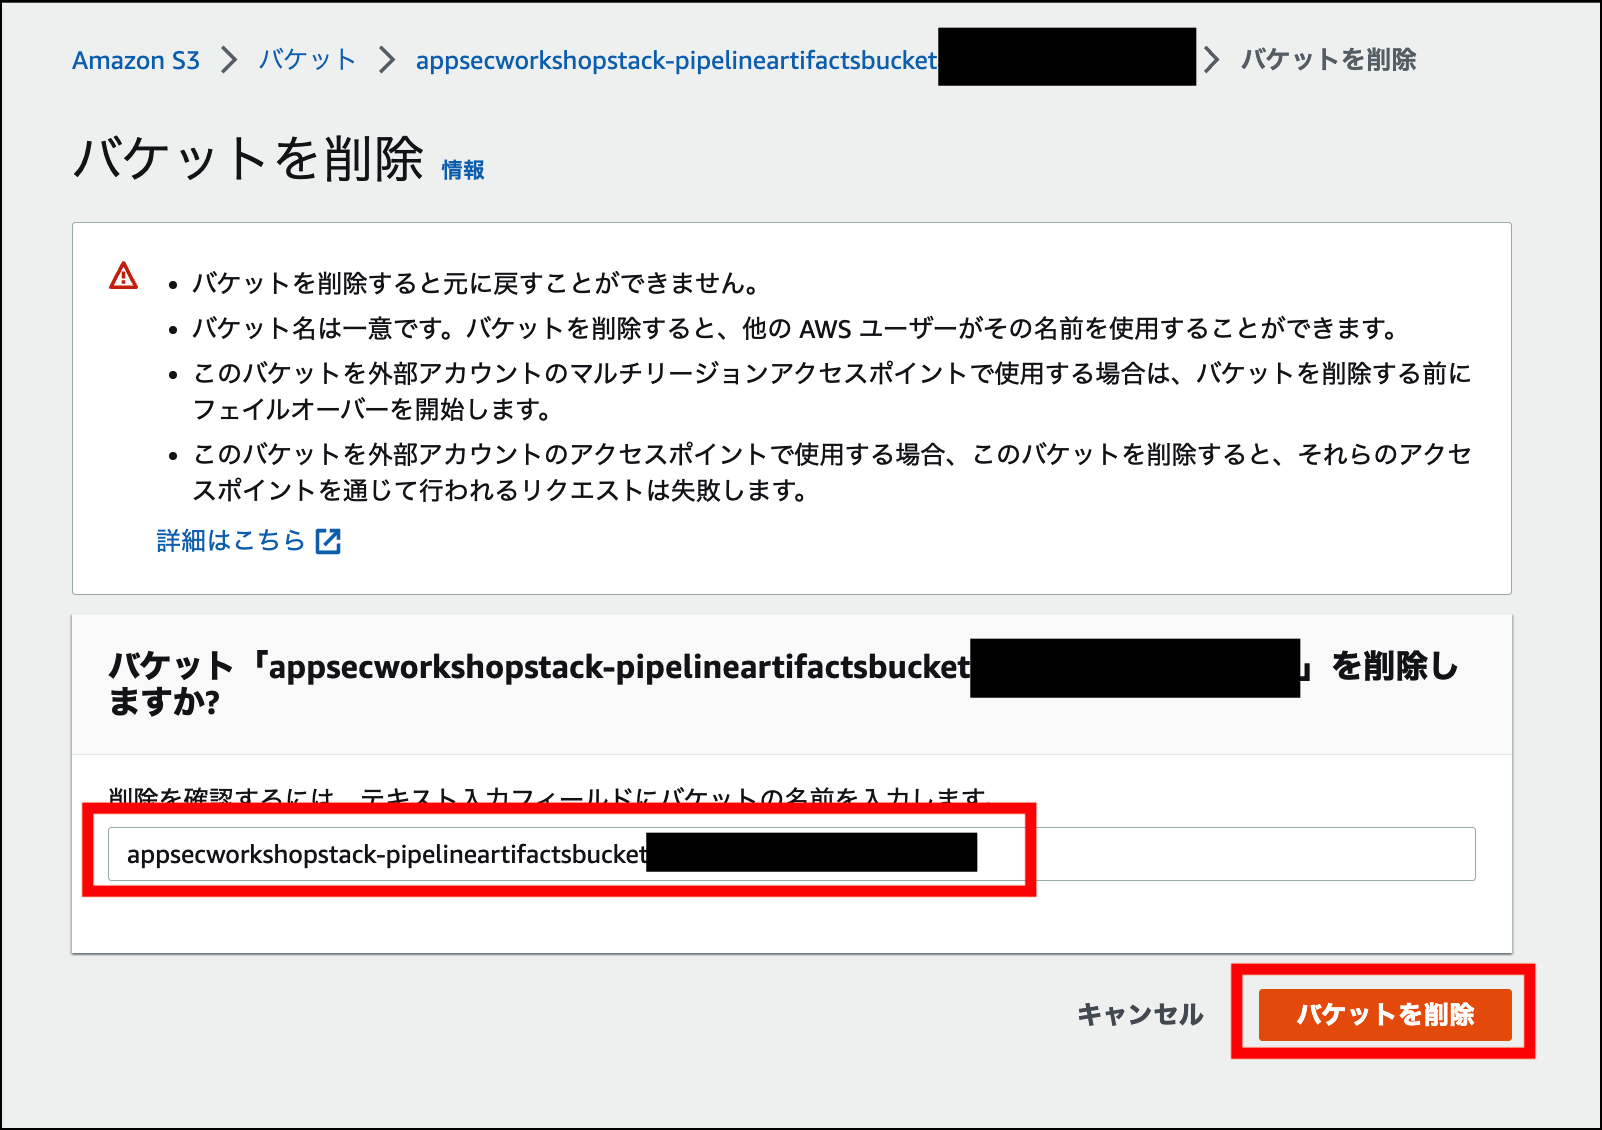 Amazon S3 > バケット > appsecworkshopstack-pipelineartifactsbucket > バケットを削除
バケットを削除 情報
• バケットを削除すると元に戻すことができません。
• バケット名は一意です。バケットを削除すると、他の AWS ユーザーがその名前を使用することができます。
• このバケットを外部アカウントのマルチリージョンアクセスポイントで使用する場合は、バケットを削除する前に
フェイルオーバーを開始します。
• このバケットを外部アカウントのアクセスポイントで使用する場合、このバケットを削除すると、それらのアクセ
スポイントを通じて行われるリクエストは失敗します。
詳細はこちら
バケット「appsecworkshopstack-pipelineartifactsbucket」を削除し
ますか?
削除を確認するには、テキスト入力フィールドにバケットの名前を入力します。
appsecworkshopstack-pipelineartifactsbucket
キャンセル
バケットを削除